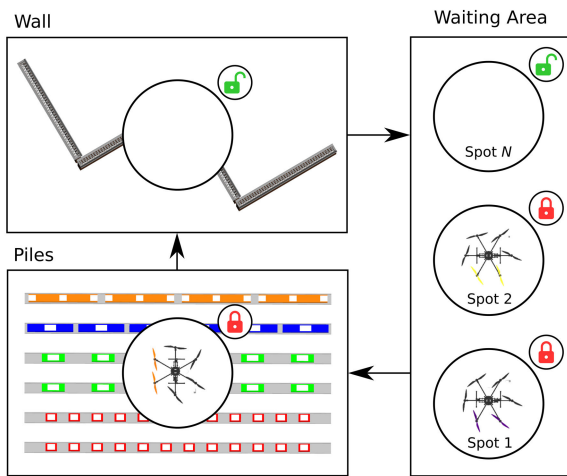 Wall
Waiting Area
Spot N
Spot 2
Piles
Spot 1